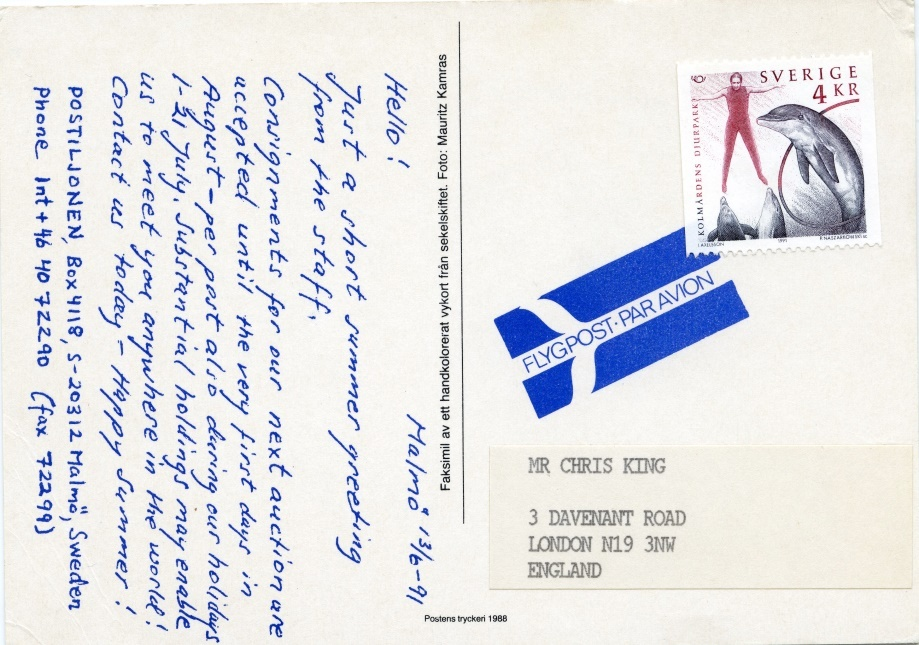 Malmö 13/6-91
Hello!
Just a short summer greeting
from the staff.
Consignments for our next auction are
accepted until the very first days in
August - per post also during our holidays
1-21 July. Substantial holdings may enable
us to meet you anywhere in the world!
Contact us today - Happy Summer!
POSTILJONEN, Box 4118, S-20312 Malmö, Sweden
Phone Int+46 40 72290 (fax 72299)
Faksimil av ett handkolorerat vykort från sekelskiftet. Foto: Mauritz Kamras
Postens tryckeri 1988
SVERIGE
4 KR
KOLMÅRDENS DJURPARK
1991
FLYGPOST·PAR AVION
MR CHRIS KING
3 DAVENANT ROAD
LONDON N19 3NW
ENGLAND